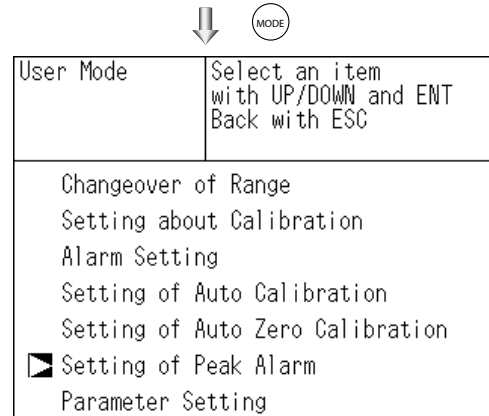 MODE
User Mode
Select an item
with UP/DOWN and ENT
Back with ESC
Changeover of Range
Setting about Calibration
Alarm Setting
Setting of Auto Calibration
Setting of Auto Zero Calibration
Setting of Peak Alarm
Parameter Setting